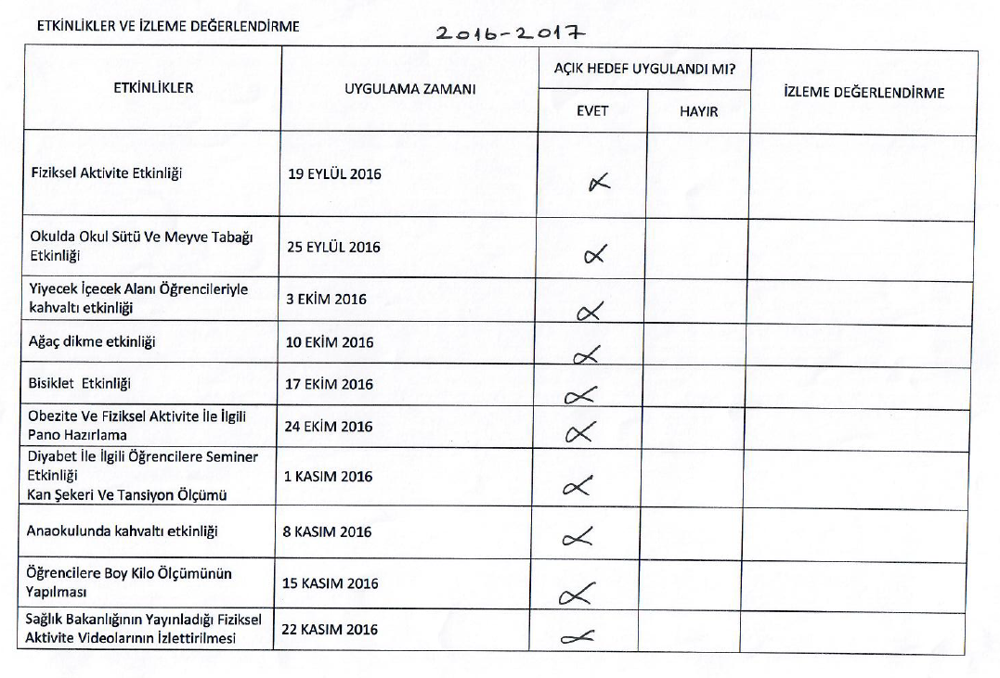 ETKİNLİKLER VE İZLEME DEĞERLENDİRME
2016-2017
ETKİNLİKLER
UYGULAMA ZAMANI
AÇIK HEDEF UYGULANDI MI?
EVET
HAYIR
İZLEME DEĞERLENDİRME
Fiziksel Aktivite Etkinliği
19 EYLÜL 2016
Okulda Okul Sütü Ve Meyve Tabağı
Etkinliği
25 EYLÜL 2016
Yiyecek İçecek Alanı Öğrencileriyle
kahvaltı etkinliği
3 EKİM 2016
Ağaç dikme etkinliği
10 EKİM 2016
Bisiklet Etkinliği
17 EKİM 2016
Obezite Ve Fiziksel Aktivite İle İlgili
Pano Hazırlama
24 EKİM 2016
Diyabet İle İlgili Öğrencilere Seminer
Etkinliği
Kan Şekeri Ve Tansiyon Ölçümü
1 KASIM 2016
Anaokulunda kahvaltı etkinliği
8 KASIM 2016
Öğrencilere Boy Kilo Ölçümünün
Yapılması
15 KASIM 2016
Sağlık Bakanlığının Yayınladığı Fiziksel
Aktivite Videolarının İzlettirilmesi
22 KASIM 2016